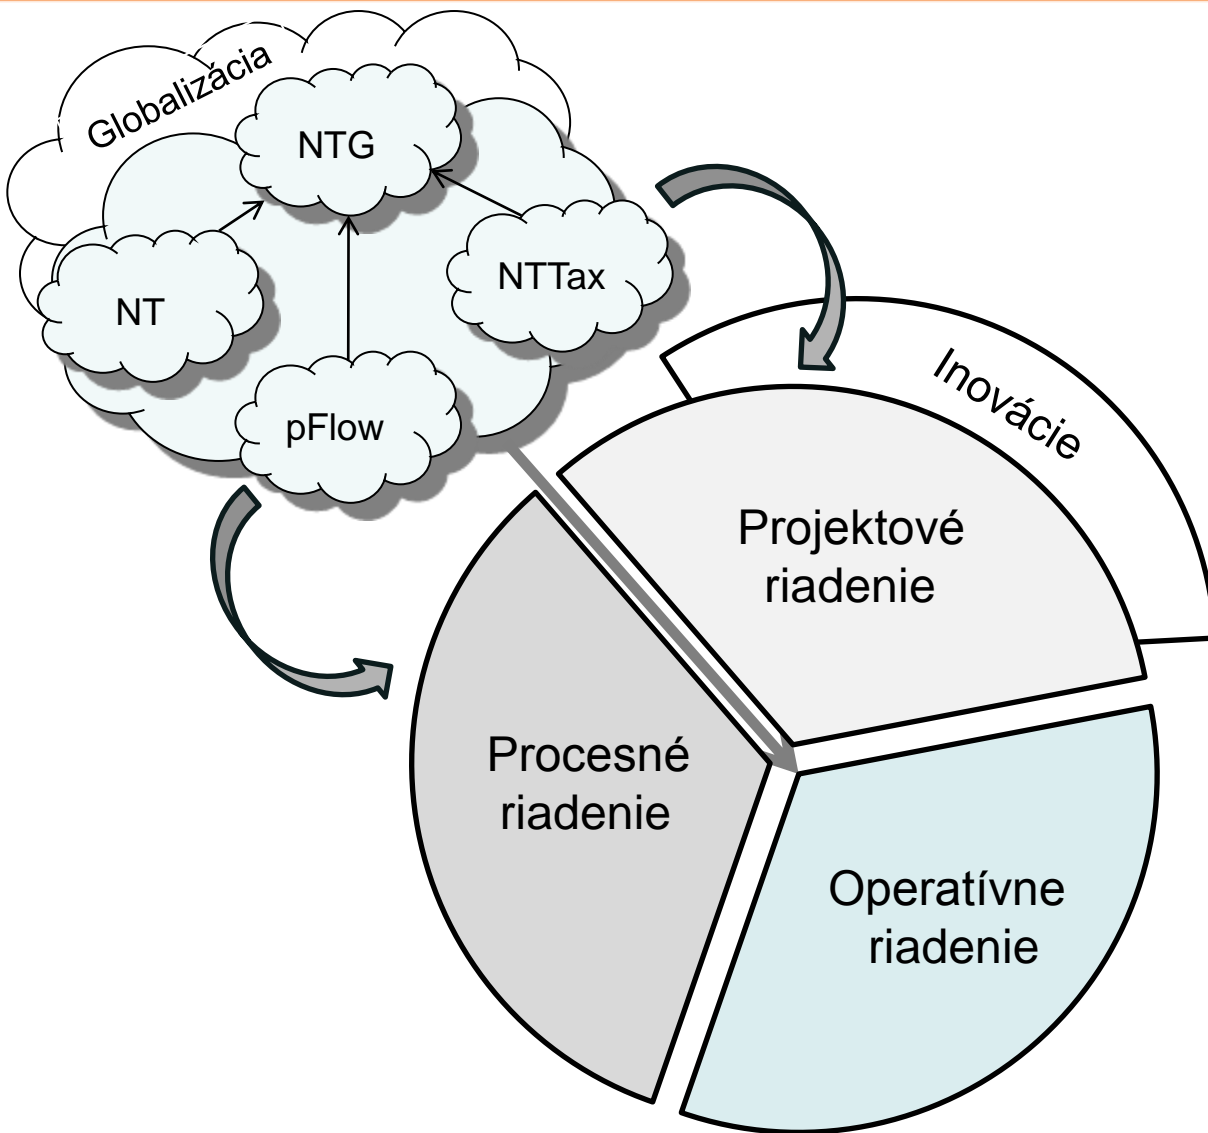 Globalizácia
NTG
NT
NTTax
pFlow
Inovácie
Projektové
riadenie
Procesné
riadenie
Operatívne
riadenie